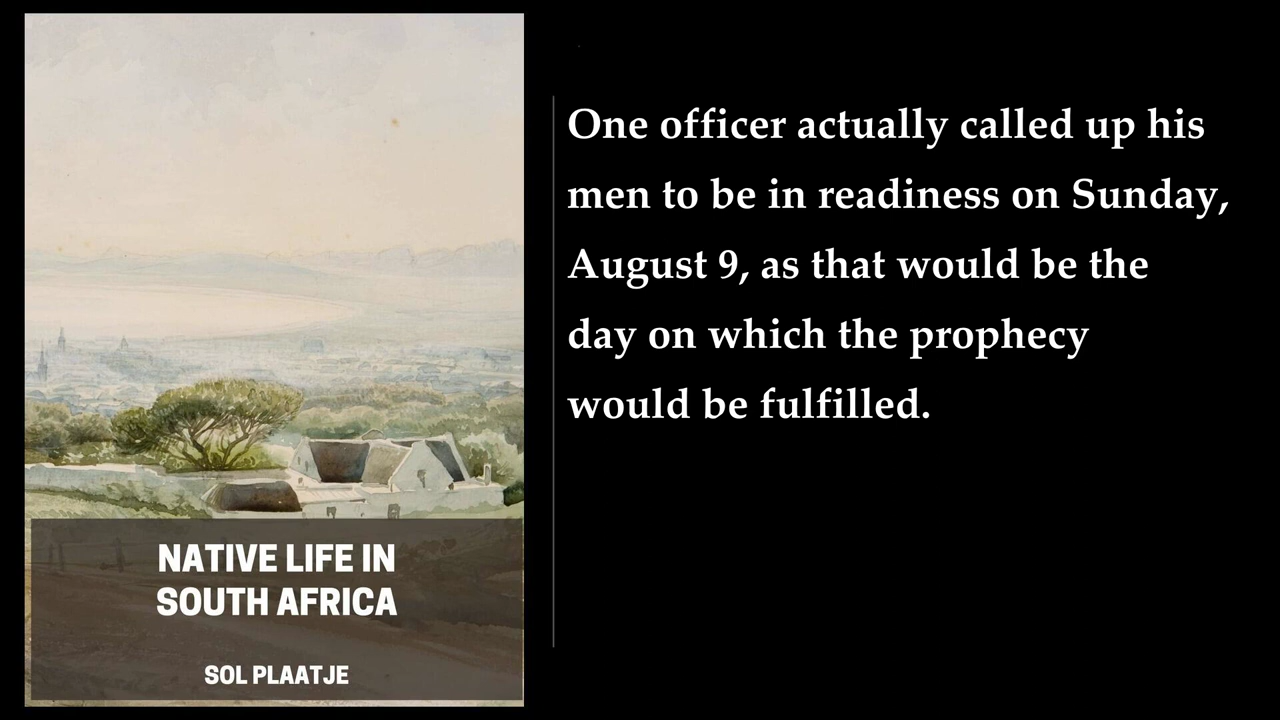 NATIVE LIFE IN
SOUTH AFRICA
SOL PLAATJE
One officer actually called up his
men to be in readiness on Sunday,
August 9, as that would be the
day on which the prophecy
would be fulfilled.